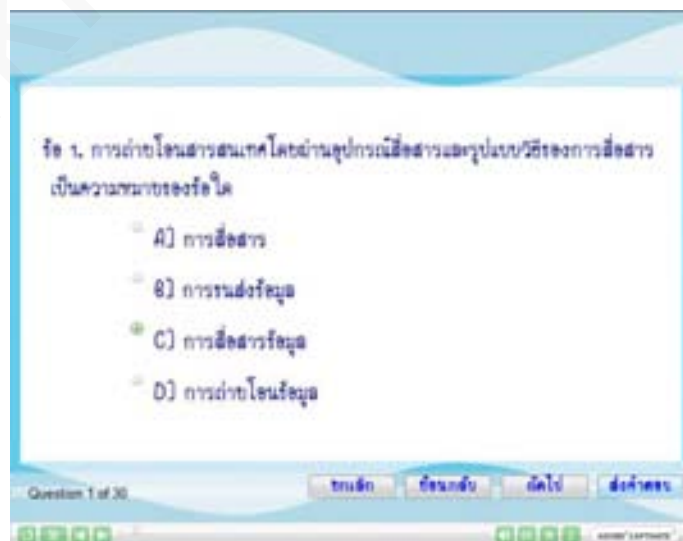 ข้อ 1. การถ่ายโอนสารสนเทศโดยผ่านอุปกรณ์สื่อสารและรูปแบบวิธีของการสื่อสาร
เป็นความหมายของข้อใด
A) การสื่อสาร
B) การขนส่งข้อมูล
C) การสื่อสารข้อมูล
D) การถ่ายโอนข้อมูล
Question 1 of 30
ยกเลิก ย้อนกลับ ถัดไป ส่งคำตอบ
ADOBE CAPTIVATE